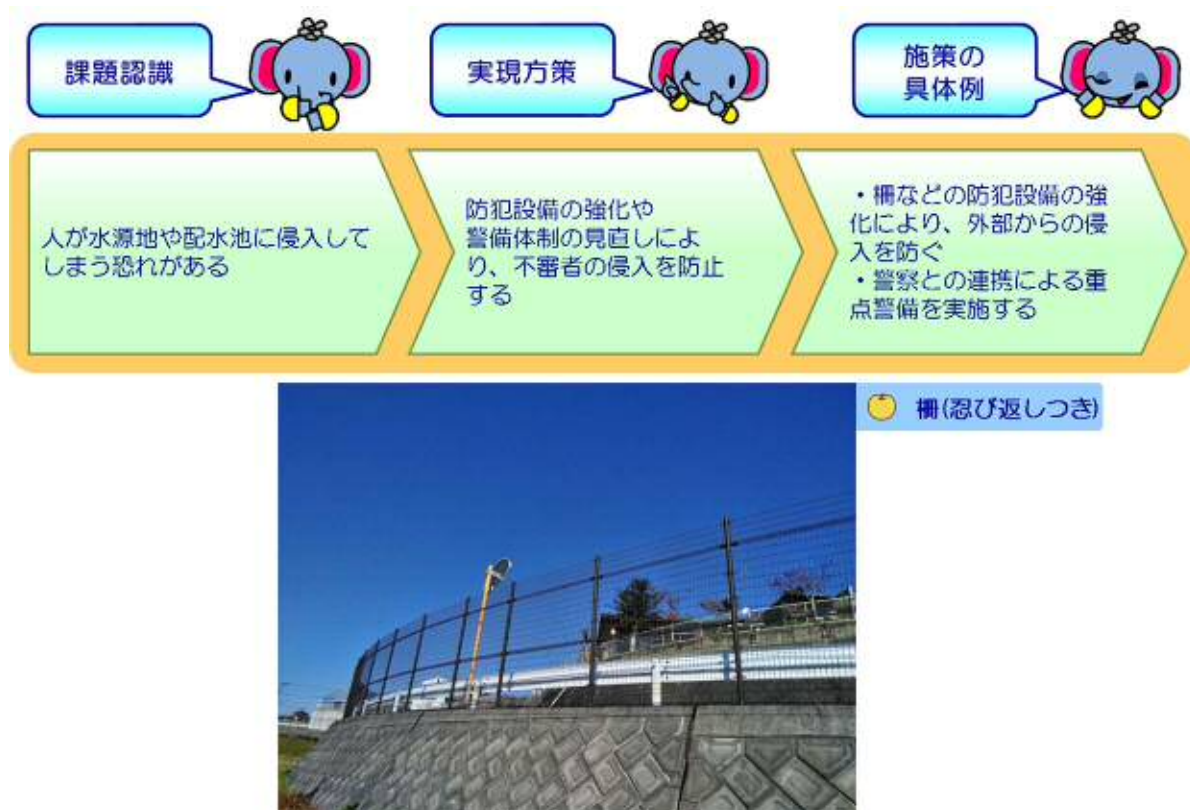 課題認識
実現方策
施策の
具体例
人が水源地や配水池に侵入して
しまう恐れがある
防犯設備の強化や
警備体制の見直しによ
り、不審者の侵入を防止
する
・柵などの防犯設備の強
化により、外部からの侵
入を防ぐ
・警察との連携による重
点警備を実施する
柵(忍び返しつき)